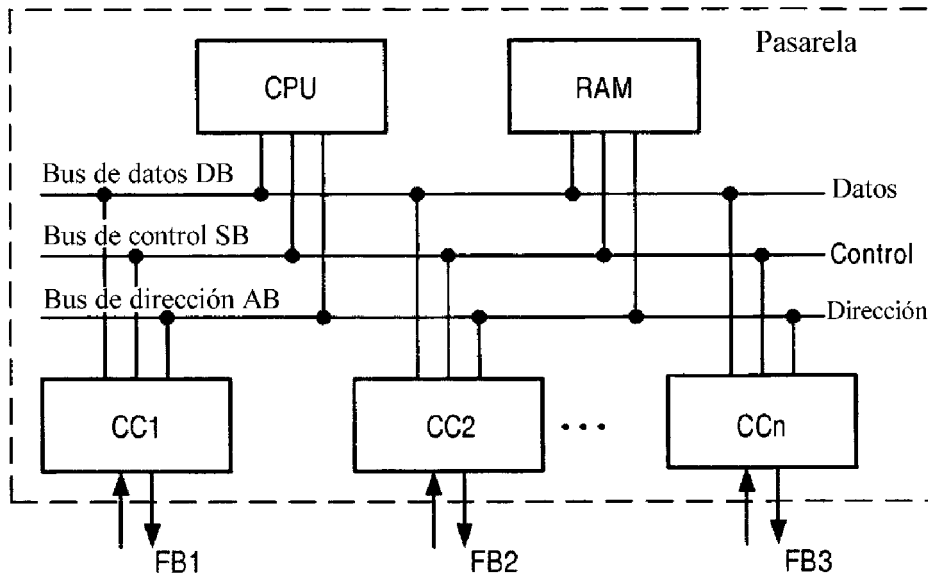 Pasarela
CPU
RAM
Bus de datos DB
Datos
Bus de control SB
Control
Bus de dirección AB
Dirección
CC1
CC2
...
CCn
FB1
FB2
FB3